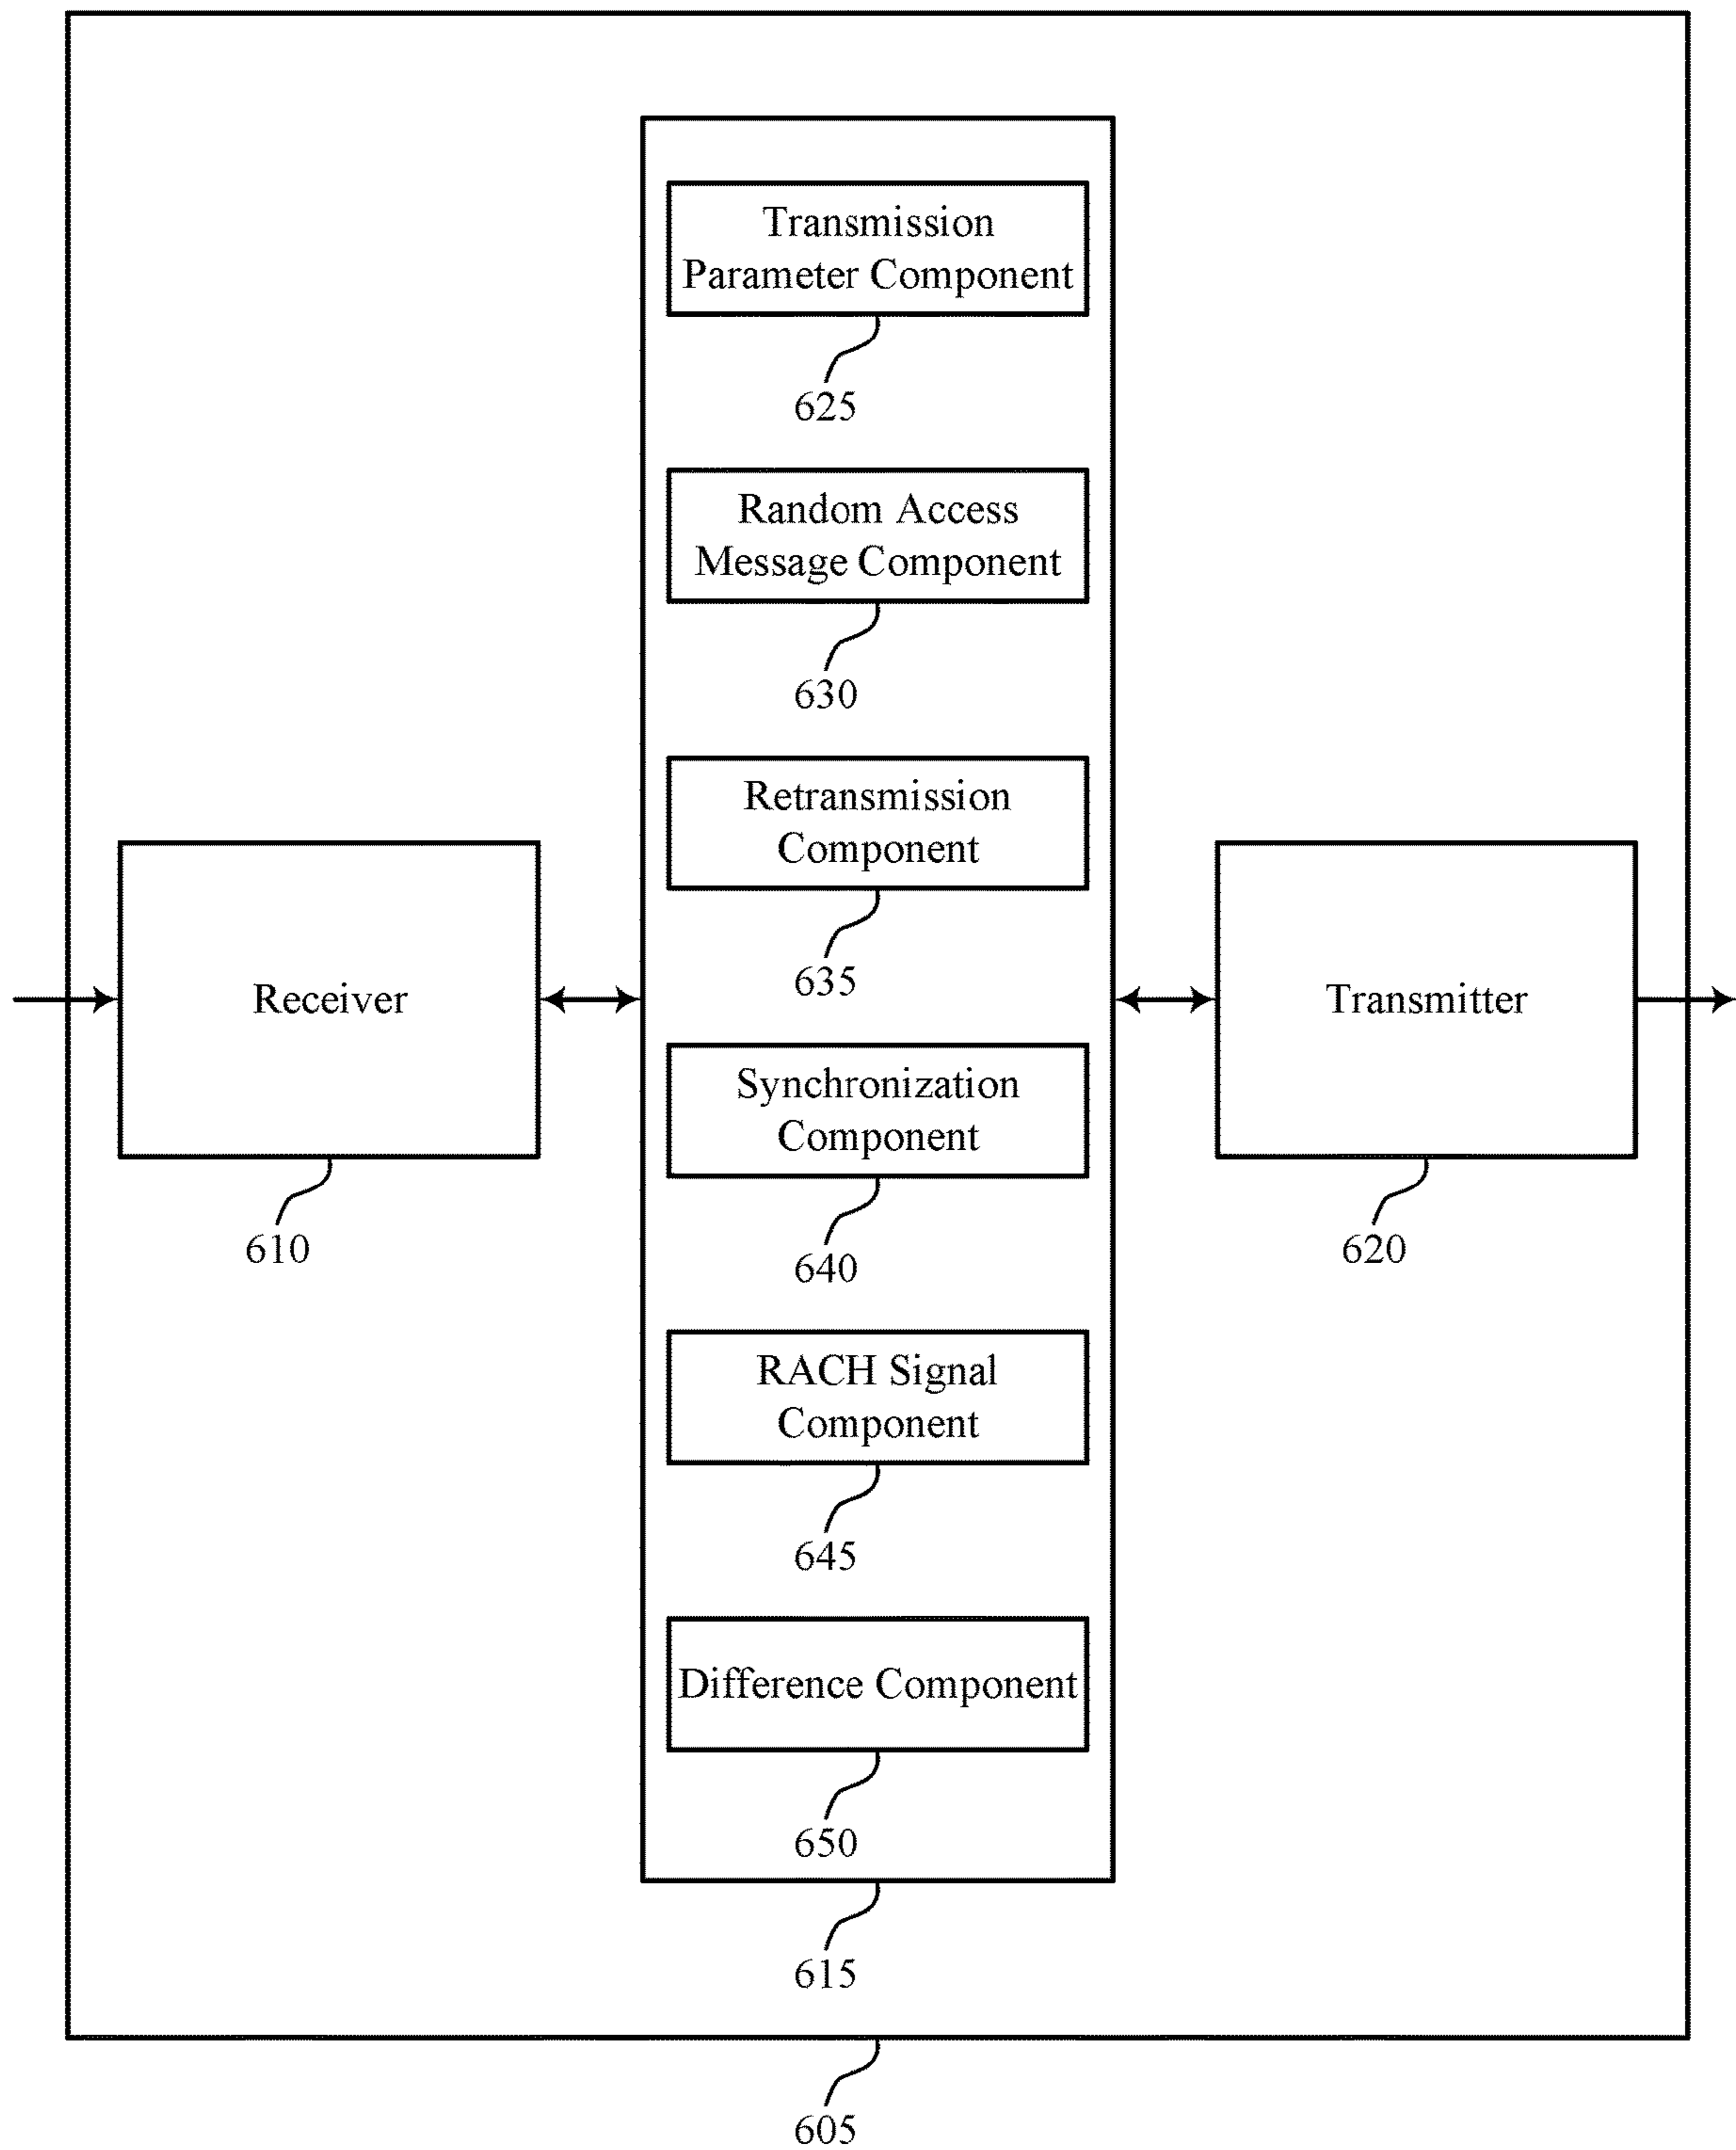 Transmission
Parameter Component
625
Random Access
Message Component
630
Retransmission
Component
635
Receiver
610
Synchronization
Component
640
Transmitter
620
RACH Signal
Component
645
Difference Component
650
615
605